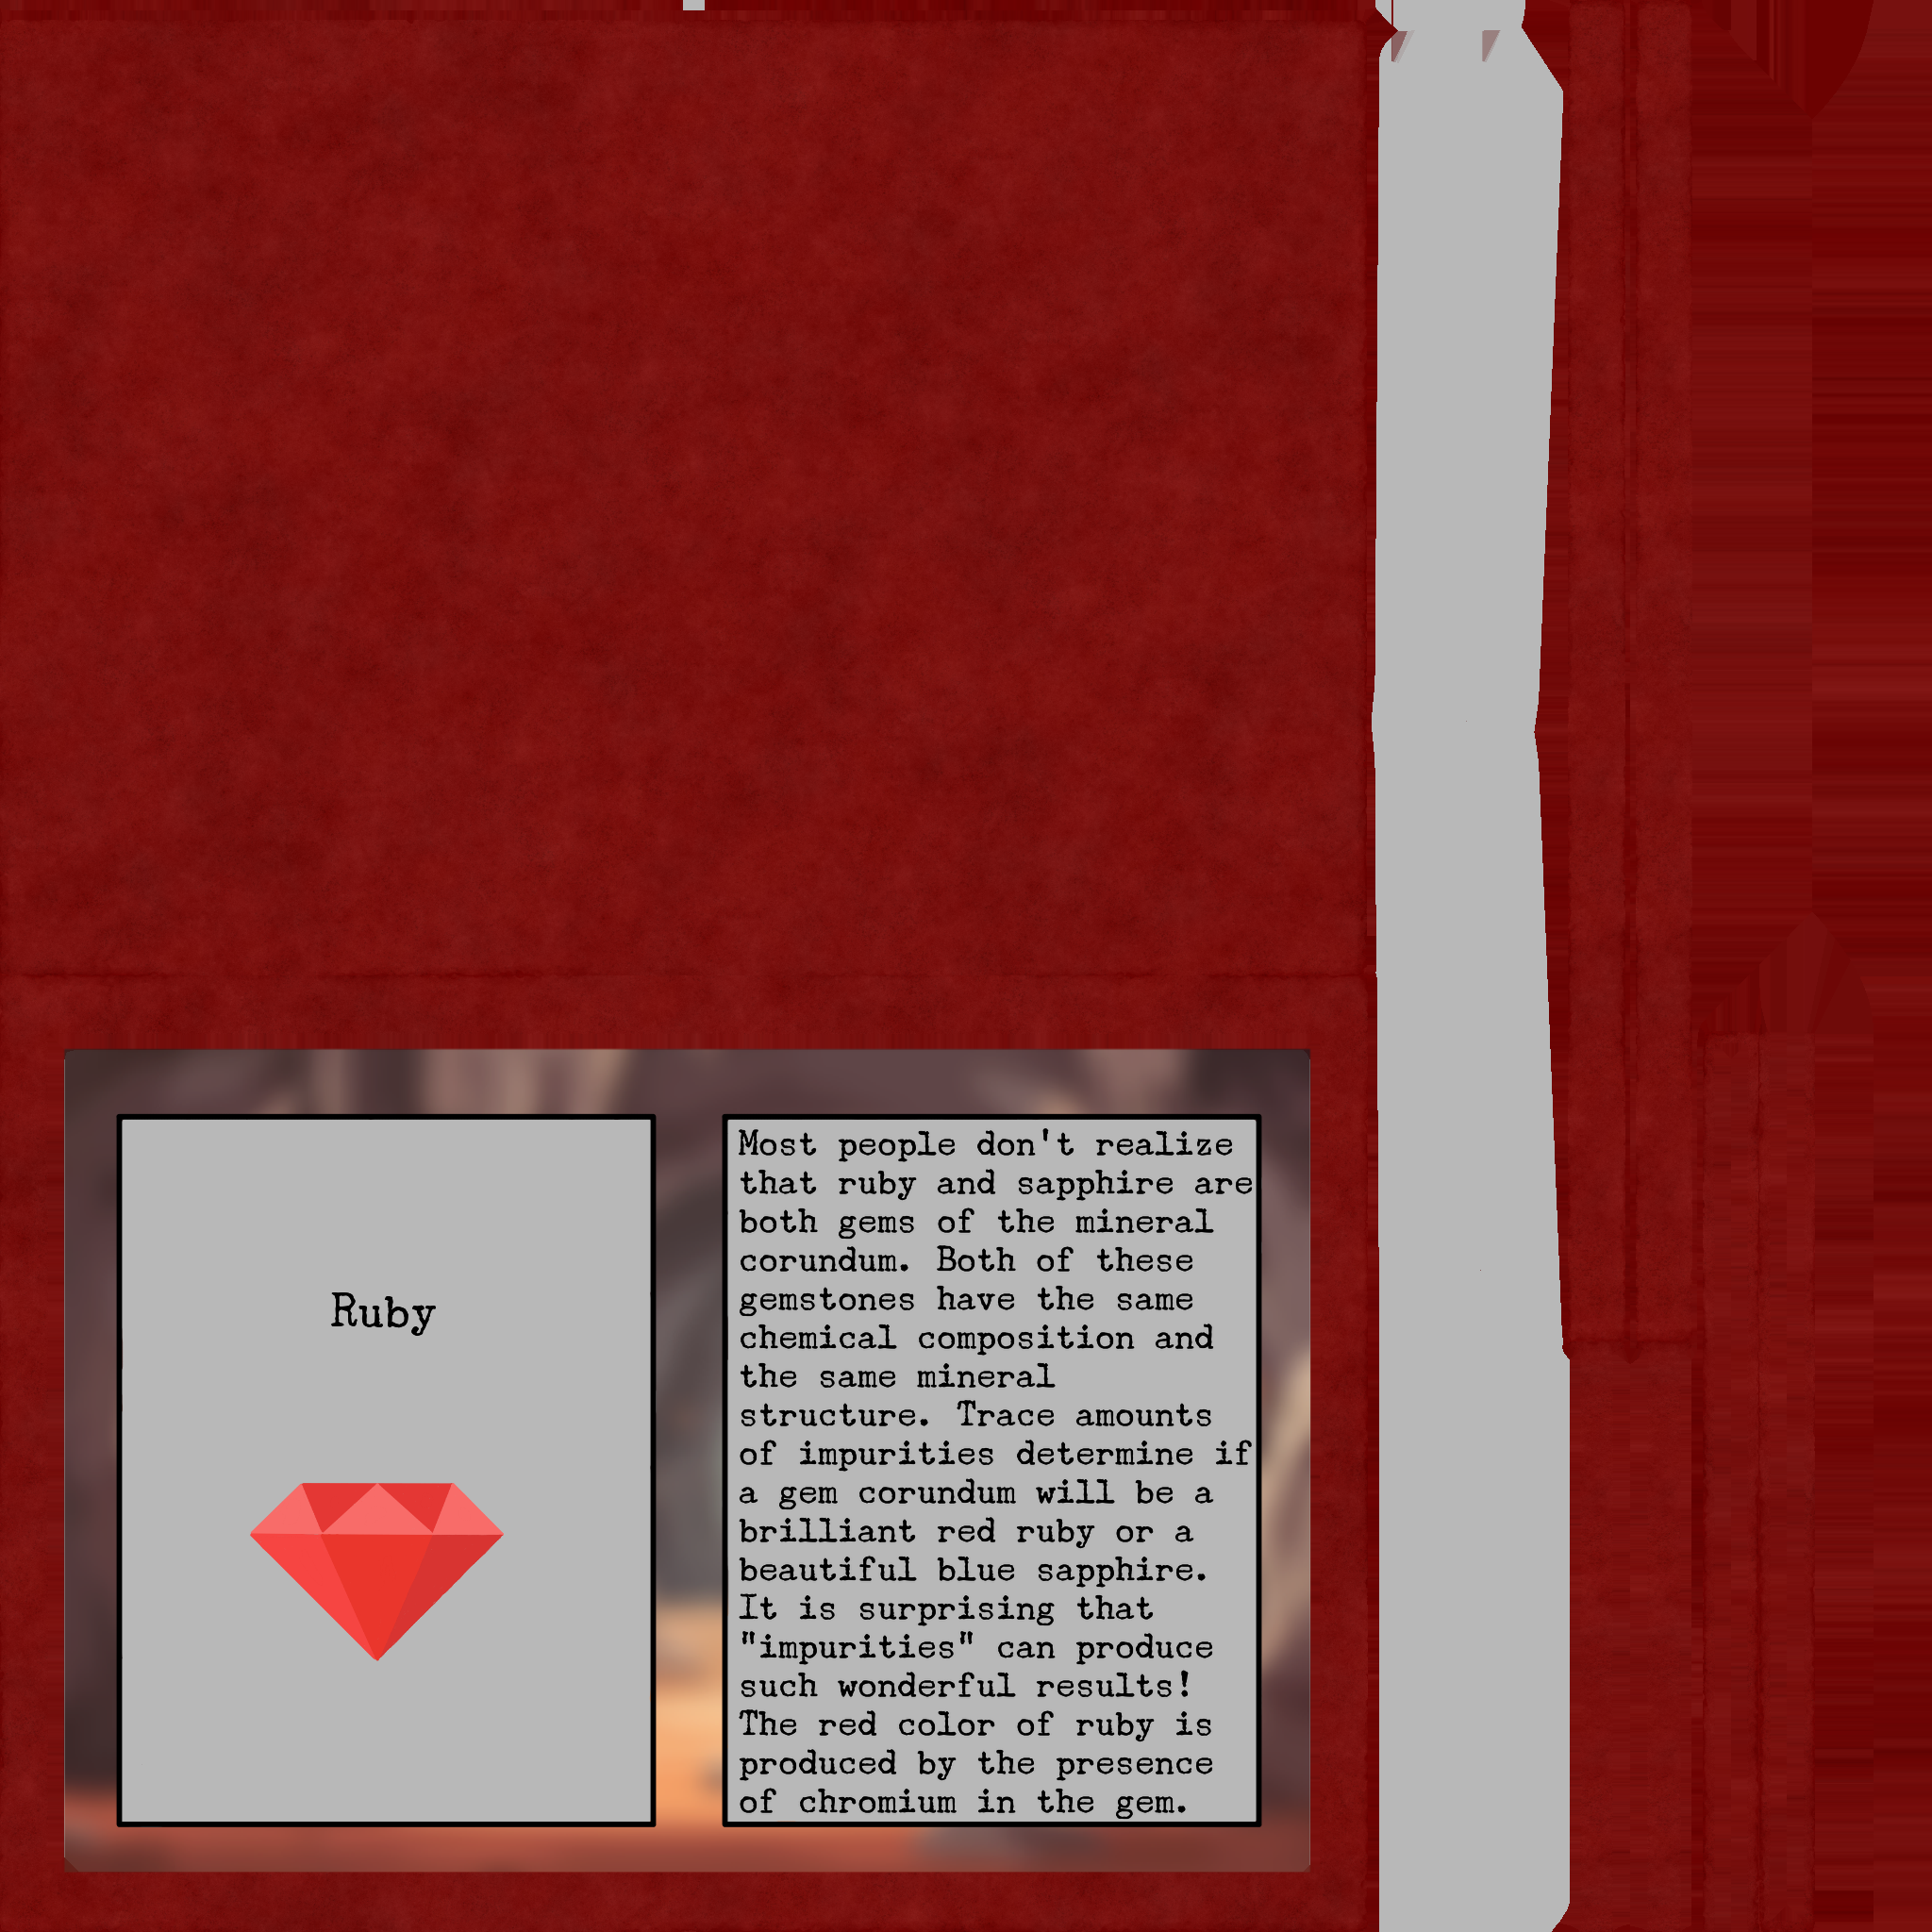 Ruby
Most people don't realize
that ruby and sapphire are
both gems of the mineral
corundum. Both of these
gemstones have the same
chemical composition and
the same mineral
structure. Trace amounts
of impurities determine if
a gem corundum will be a
brilliant red ruby or a
beautiful blue sapphire.
It is surprising that
"impurities" can produce
such wonderful results!
The red color of ruby is
produced by the presence
of chromium in the gem.